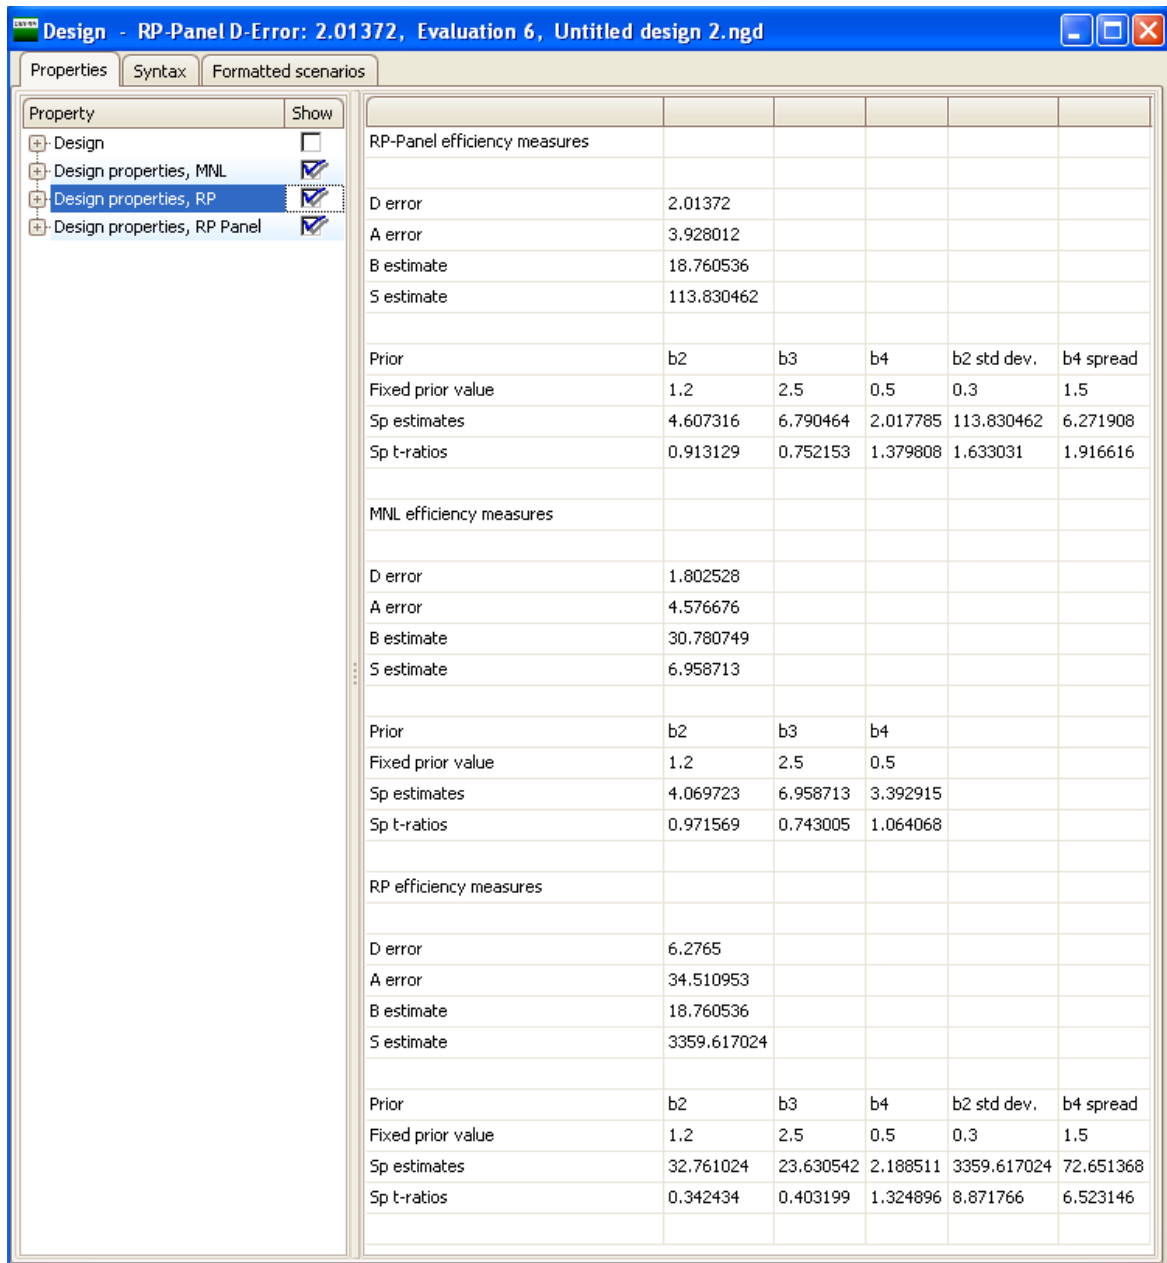 Design - RP-Panel D-Error: 2.01372, Evaluation 6, Untitled design 2.ngd
Properties Syntax Formatted scenarios
Property Show
Design
Design properties, MNL
Design properties, RP
Design properties, RP Panel
RP-Panel efficiency measures
D error 2.01372
A error 3.928012
B estimate 18.760536
S estimate 113.830462
Prior b2 b3 b4 b2 std dev. b4 spread
Fixed prior value 1.2 2.5 0.5 0.3 1.5
Sp estimates 4.607316 6.790464 2.017785 113.830462 6.271908
Sp t-ratios 0.913129 0.752153 1.379808 1.633031 1.916616
MNL efficiency measures
D error 1.802528
A error 4.576676
B estimate 30.780749
S estimate 6.958713
Prior b2 b3 b4
Fixed prior value 1.2 2.5 0.5
Sp estimates 4.069723 6.958713 3.392915
Sp t-ratios 0.971569 0.743005 1.064068
RP efficiency measures
D error 6.2765
A error 34.510953
B estimate 18.760536
S estimate 3359.617024
Prior b2 b3 b4 b2 std dev. b4 spread
Fixed prior value 1.2 2.5 0.5 0.3 1.5
Sp estimates 32.761024 23.630542 2.188511 3359.617024 72.651368
Sp t-ratios 0.342434 0.403199 1.324896 8.871766 6.523146